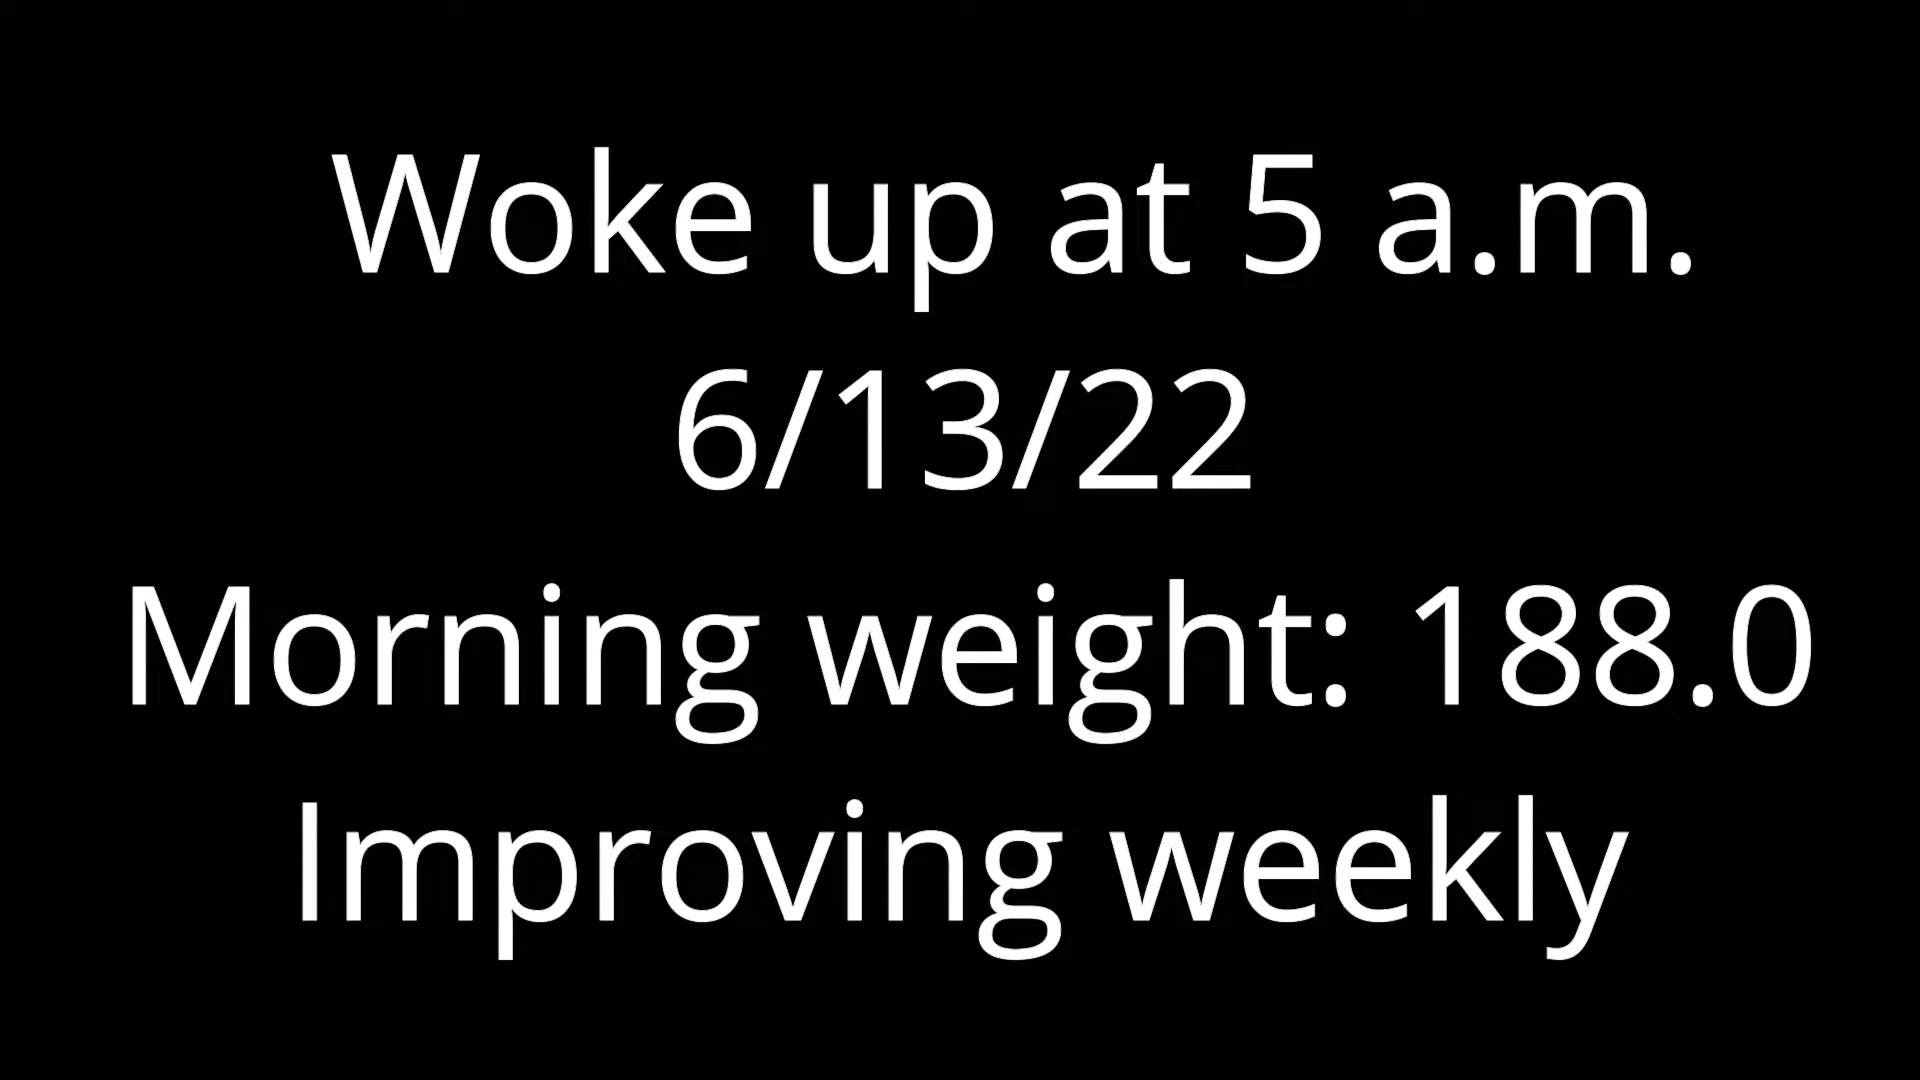 Woke up at 5 a.m.
6/13/22
Morning weight: 188.0
Improving weekly